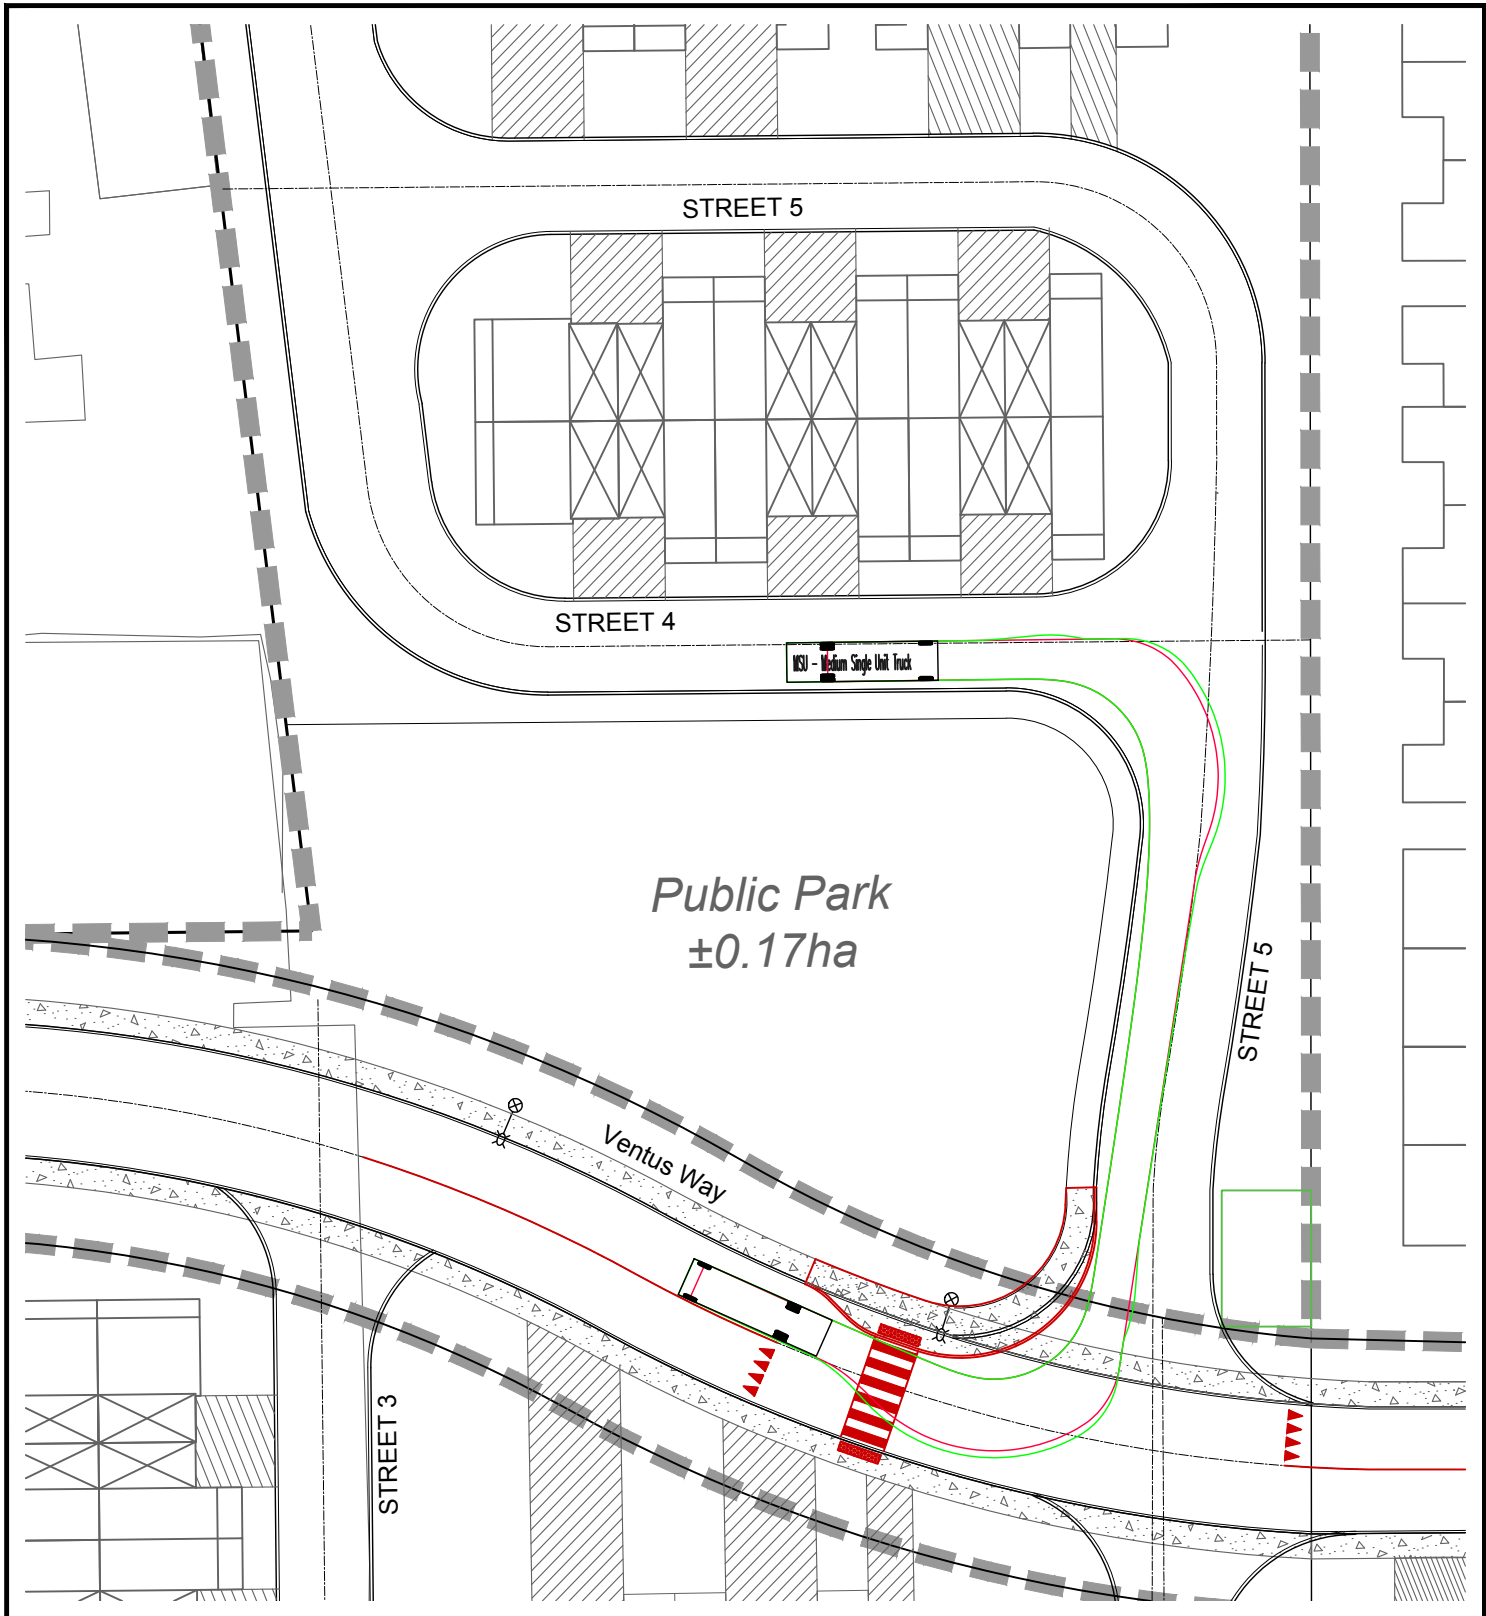 STREET 5
STREET 4
MSU - Medium Single Unit Truck
Public Park
±0.17ha
STREET 5
Ventus Way
STREET 3